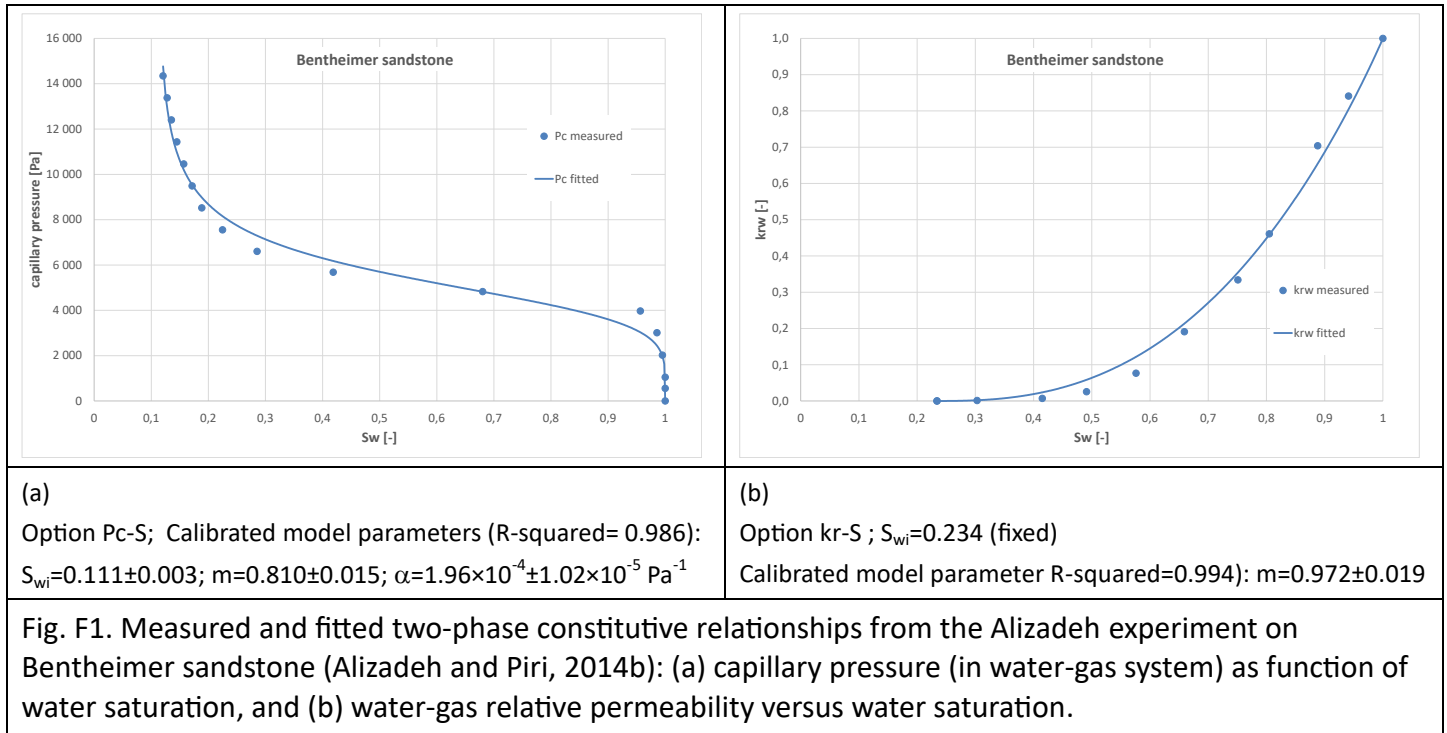 Bentheimer sandstone
16 000
14 000
12 000
10 000
8 000
6 000
4 000
2 000
0
capillary pressure [Pa]
Pc measured
Pc fitted
0 0,1 0,2 0,3 0,4 0,5 0,6 0,7 0,8 0,9 1
Sw [-]
Bentheimer sandstone
1,0
0,9
0,8
0,7
0,6
0,5
0,4
0,3
0,2
0,1
0,0
krw [-]
krw measured
krw fitted
0 0,1 0,2 0,3 0,4 0,5 0,6 0,7 0,8 0,9 1
Sw [-]
(a)
Option Pc-S; Calibrated model parameters (R-squared= 0.986):
Swi=0.111±0.003; m=0.810±0.015; α=1.96×10⁻⁴±1.02×10⁻⁵ Pa⁻¹
(b)
Option kr-S ; Swi=0.234 (fixed)
Calibrated model parameter R-squared=0.994): m=0.972±0.019
Fig. F1. Measured and fitted two-phase constitutive relationships from the Alizadeh experiment on
Bentheimer sandstone (Alizadeh and Piri, 2014b): (a) capillary pressure (in water-gas system) as function of
water saturation, and (b) water-gas relative permeability versus water saturation.